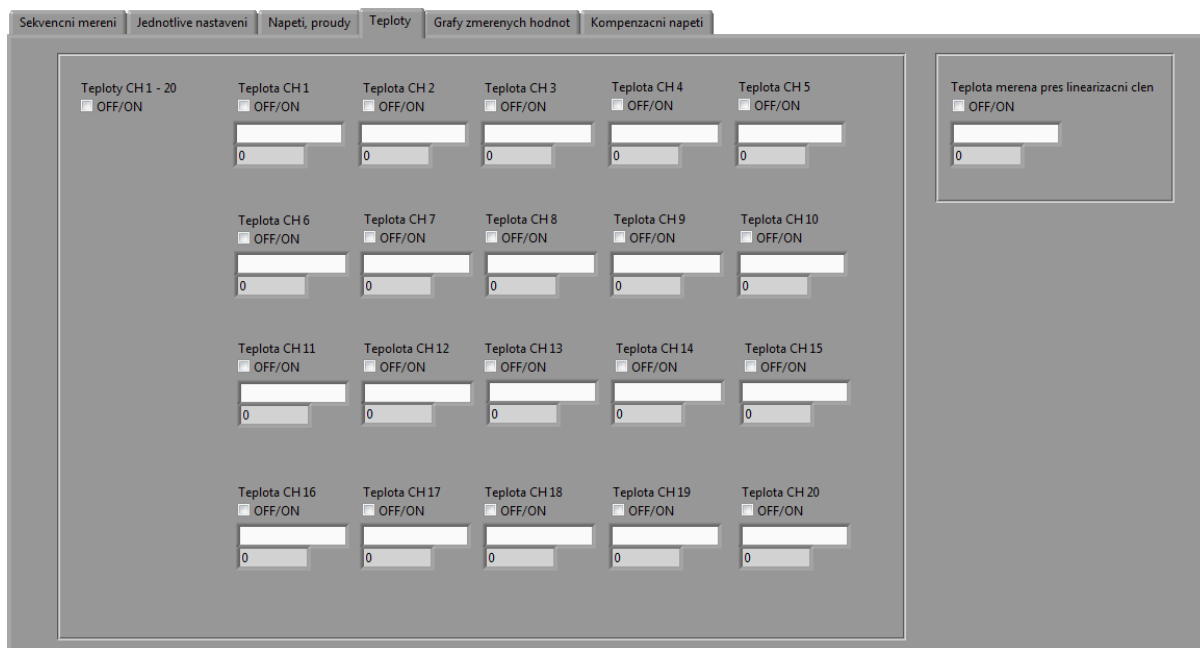 Sekvencni mereni Jednotlive nastaveni Napeti, proudy Teploty Grafy zmerenych hodnot Kompenzacni napeti
Teploty CH 1 - 20 Teplota CH 1 Teplota CH 2 Teplota CH 3 Teplota CH 4 Teplota CH 5 Teplota merena pres linearizacni clen
OFF/ON OFF/ON OFF/ON OFF/ON OFF/ON OFF/ON OFF/ON
0 0 0 0 0 0
Teplota CH 6 Teplota CH 7 Teplota CH 8 Teplota CH 9 Teplota CH 10
OFF/ON OFF/ON OFF/ON OFF/ON OFF/ON
0 0 0 0 0
Teplota CH 11 Tepolota CH 12 Teplota CH 13 Teplota CH 14 Teplota CH 15
OFF/ON OFF/ON OFF/ON OFF/ON OFF/ON
0 0 0 0 0
Teplota CH 16 Teplota CH 17 Teplota CH 18 Teplota CH 19 Teplota CH 20
OFF/ON OFF/ON OFF/ON OFF/ON OFF/ON
0 0 0 0 0